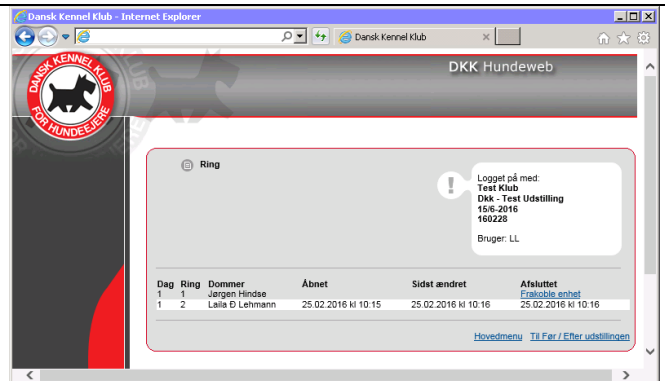 Dansk Kennel Klub - Internet Explorer
Dansk Kennel Klub
DKK Hundeweb
DANSK KENNEL KLUB
FOR HUNDEEJERE
Ring
Logget på med:
Test Klub
Dkk - Test Udstilling
15/6-2016
160228
Bruger: LL
Dag Ring Dommer Åbnet Sidst ændret Afsluttet
1 1 Jørgen Hindse Frakoble enhet
1 2 Laila Ð Lehmann 25.02.2016 kl 10:15 25.02.2016 kl 10:16 25.02.2016 kl 10:16
Hovedmenu Til Før / Efter udstillingen